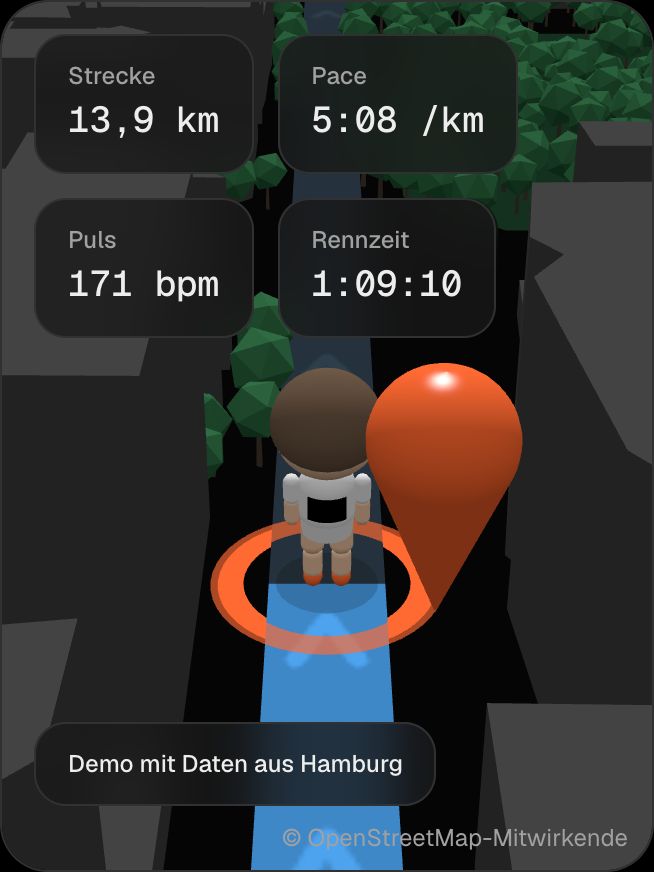 Strecke
13,9 km
Pace
5:08 /km
Puls
171 bpm
Rennzeit
1:09:10
Demo mit Daten aus Hamburg
© OpenStreetMap-Mitwirkende